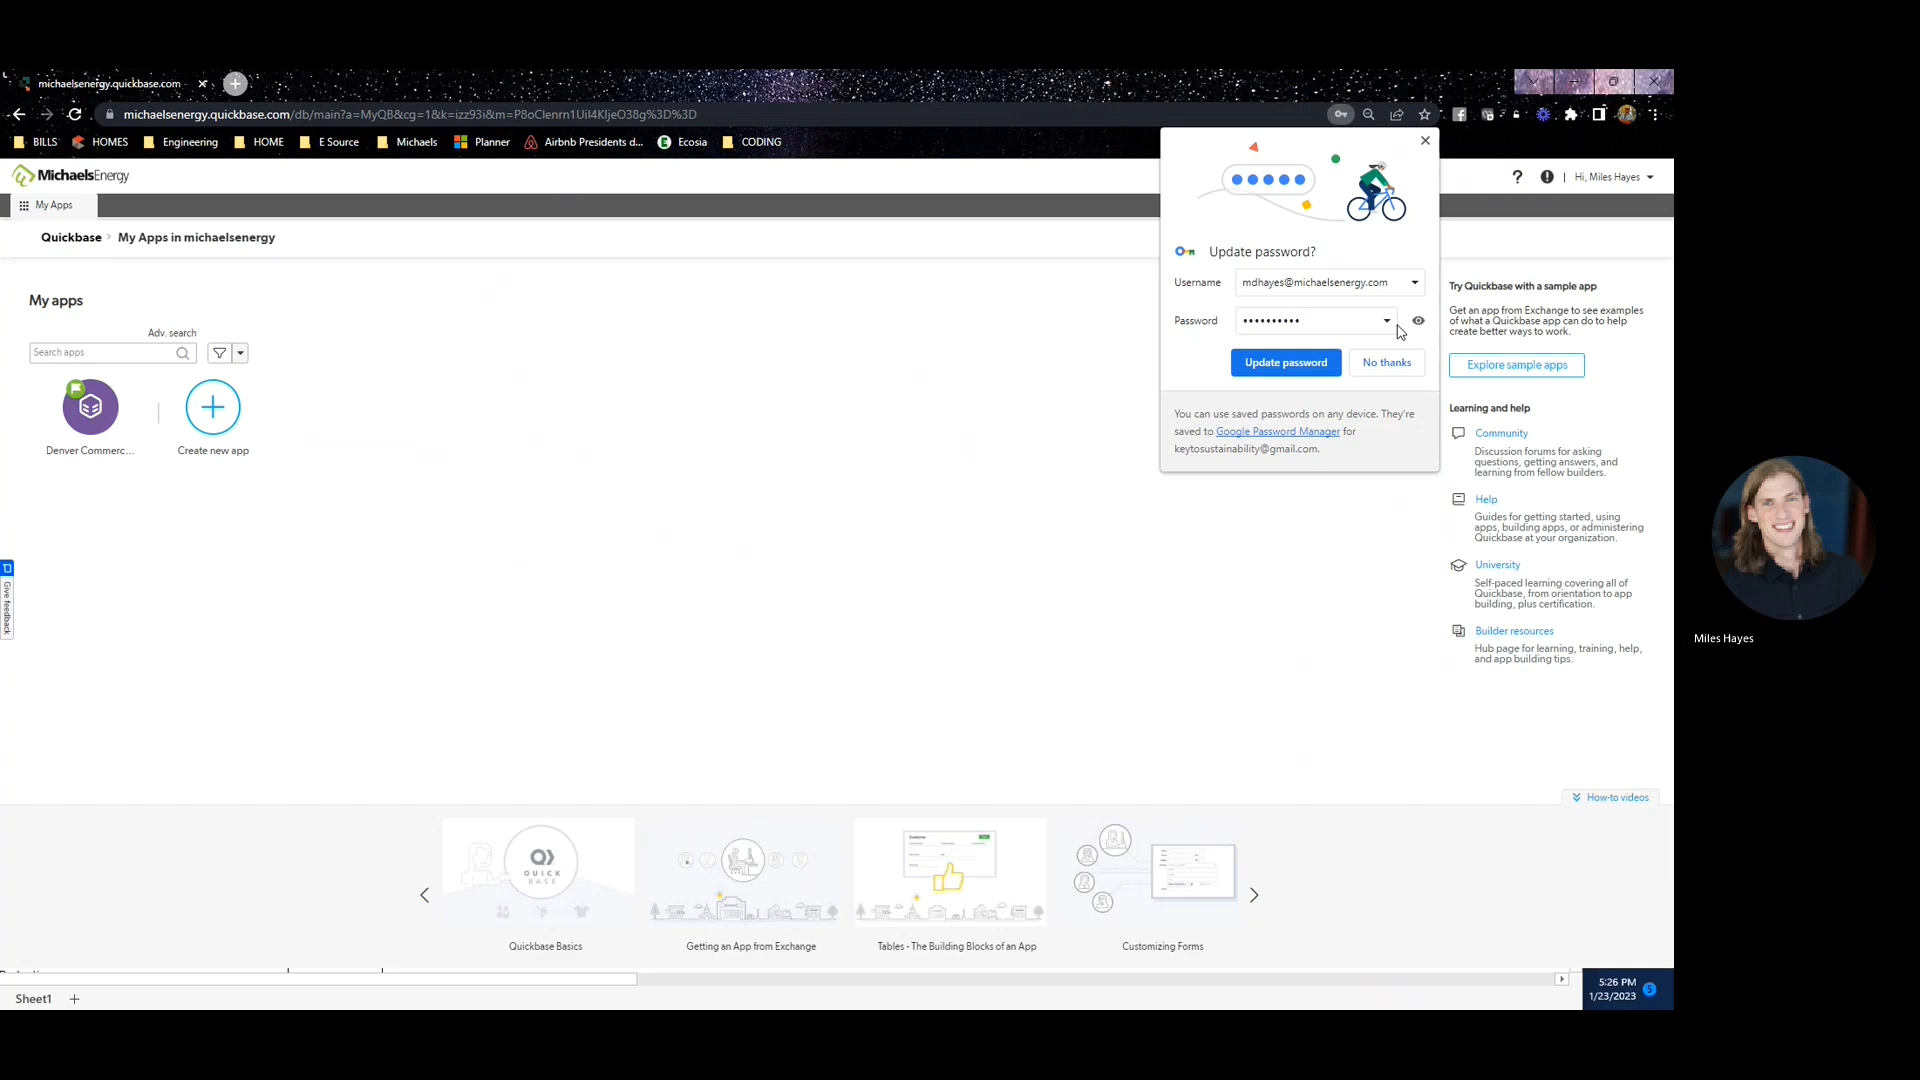 michaelsenergy.quickbase.com
michaelsenergy.quickbase.com/db/main?a=MyQB&cg=1&k=izz93i&m=P8oClenrn1Uil4KljeO38g%3D%3D
BILLS HOMES Engineering HOME E Source Michaels Planner Airbnb Presidents d... Ecosia CODING
MichaelsEnergy
Hi, Miles Hayes
My Apps
Quickbase > My Apps in michaelsenergy
My apps
Adv. search
Search apps
Denver Commerc...
Create new app
Update password?
Username mdhayes@michaelsenergy.com
Password ••••••••••
Update password No thanks
You can use saved passwords on any device. They're
saved to Google Password Manager for
keytosustainability@gmail.com.
Try Quickbase with a sample app
Get an app from Exchange to see examples
of what a Quickbase app can do to help
create better ways to work.
Explore sample apps
Learning and help
Community
Discussion forums for asking
questions, getting answers, and
learning from fellow builders.
Help
Guides for getting started, using
apps, building apps, or administering
Quickbase at your organization.
University
Self-paced learning covering all of
Quickbase, from orientation to app
building, plus certification.
Builder resources
Hub page for learning, training, help,
and app building tips.
Give feedback
Miles Hayes
How-to videos
QUICK
BASE
Customer
Quickbase Basics
Getting an App from Exchange
Tables - The Building Blocks of an App
Customizing Forms
Sheet1 +
5:26 PM
1/23/2023
5